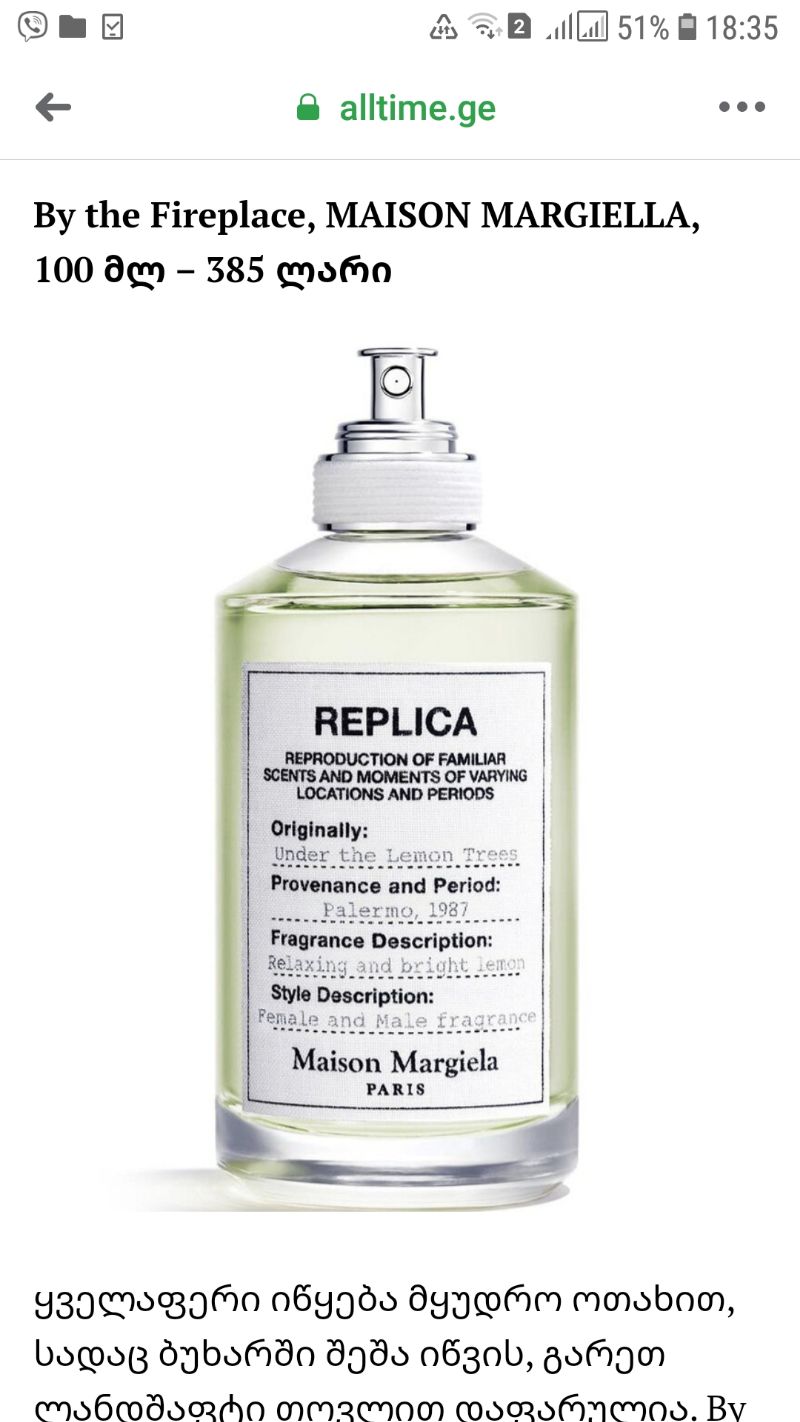 2
51%
18:35
alltime.ge
By the Fireplace, MAISON MARGIELLA,
100 მლ – 385 ლარი
REPLICA
REPRODUCTION OF FAMILIAR
SCENTS AND MOMENTS OF VARYING
LOCATIONS AND PERIODS
Originally:
Under the Lemon Trees
Provenance and Period:
Palermo, 1987
Fragrance Description:
Relaxing and bright lemon
Style Description:
Female and Male fragrance
Maison Margiela
PARIS
ყველაფერი იწყება მყუდრო ოთახით,
სადაც ბუხარში შეშა იწვის, გარეთ
ლანდშაფტი თოვლით დაფარულია. By